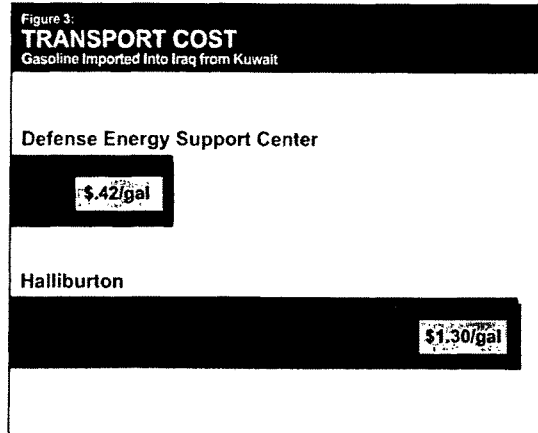 Figure 3:
TRANSPORT COST
Gasoline Imported Into Iraq from Kuwait
Defense Energy Support Center
$.42/gal
Halliburton
$1.30/gal